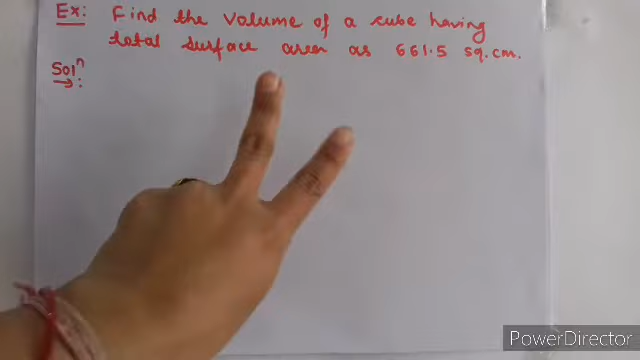 Ex: Find the volume of a cube having
total surface area as 661.5 sq.cm.
Solⁿ
→:
PowerDirector